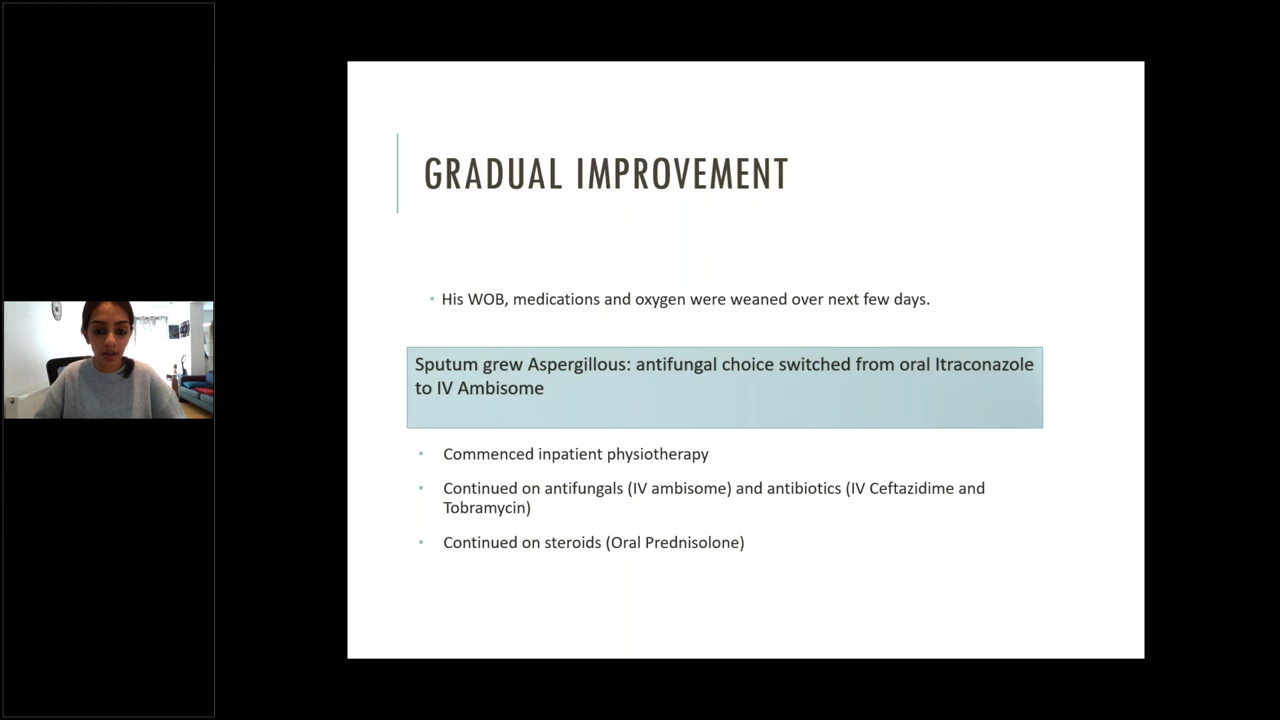 GRADUAL IMPROVEMENT
His WOB, medications and oxygen were weaned over next few days.
Sputum grew Aspergillous: antifungal choice switched from oral Itraconazole
to IV Ambisome
Commenced inpatient physiotherapy
Continued on antifungals (IV ambisome) and antibiotics (IV Ceftazidime and
Tobramycin)
Continued on steroids (Oral Prednisolone)